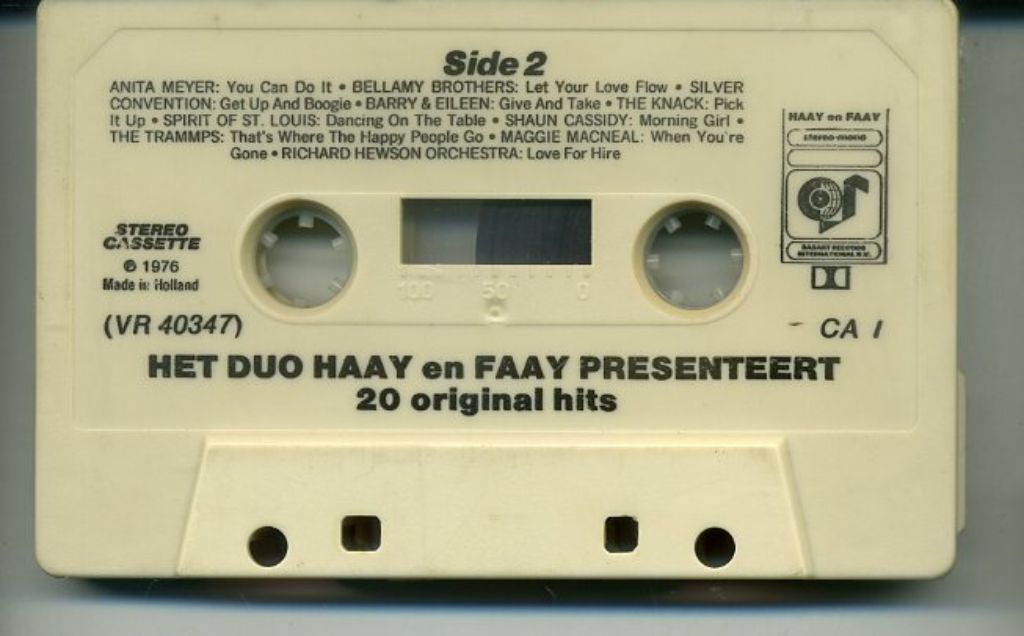 Side 2
ANITA MEYER: You Can Do It • BELLAMY BROTHERS: Let Your Love Flow • SILVER
CONVENTION: Get Up And Boogie • BARRY & EILEEN: Give And Take • THE KNACK: Pick
It Up • SPIRIT OF ST. LOUIS: Dancing On The Table • SHAUN CASSIDY: Morning Girl •
THE TRAMMPS: That's Where The Happy People Go • MAGGIE MACNEAL: When You're
Gone • RICHARD HEWSON ORCHESTRA: Love For Hire
HAAY en FAAY
stereo-mono
BASART RECORDS
INTERNATIONAL B.V.
STEREO
CASSETTE
℗ 1976
Made in Holland
100 50 0
(VR 40347)
CA 1
HET DUO HAAY en FAAY PRESENTEERT
20 original hits